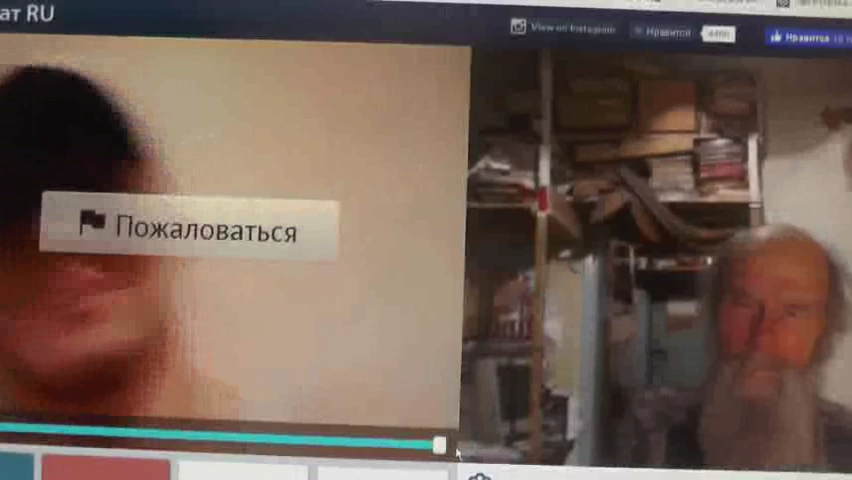 ат RU
View on Instagram
Нравится
Нравится
Пожаловаться